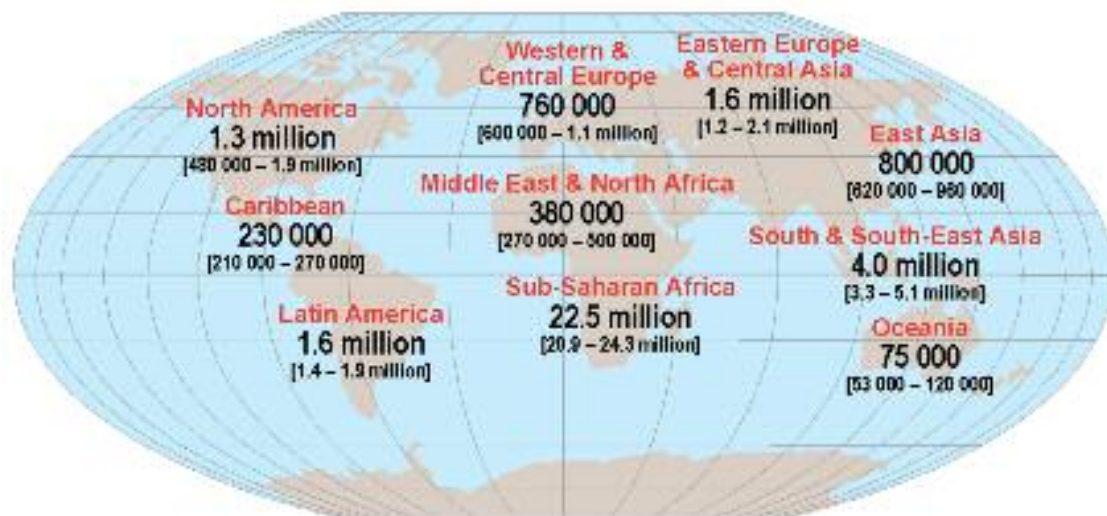 Western &
Central Europe
760 000
[600 000 – 1.1 million]
Eastern Europe
& Central Asia
1.6 million
[1.2 – 2.1 million]
North America
1.3 million
[480 000 – 1.9 million]
East Asia
800 000
[620 000 – 960 000]
Middle East & North Africa
380 000
[270 000 – 500 000]
Caribbean
230 000
[210 000 – 270 000]
South & South-East Asia
4.0 million
[3.3 – 5.1 million]
Sub-Saharan Africa
22.5 million
[20.9 – 24.3 million]
Latin America
1.6 million
[1.4 – 1.9 million]
Oceania
75 000
[53 000 – 120 000]